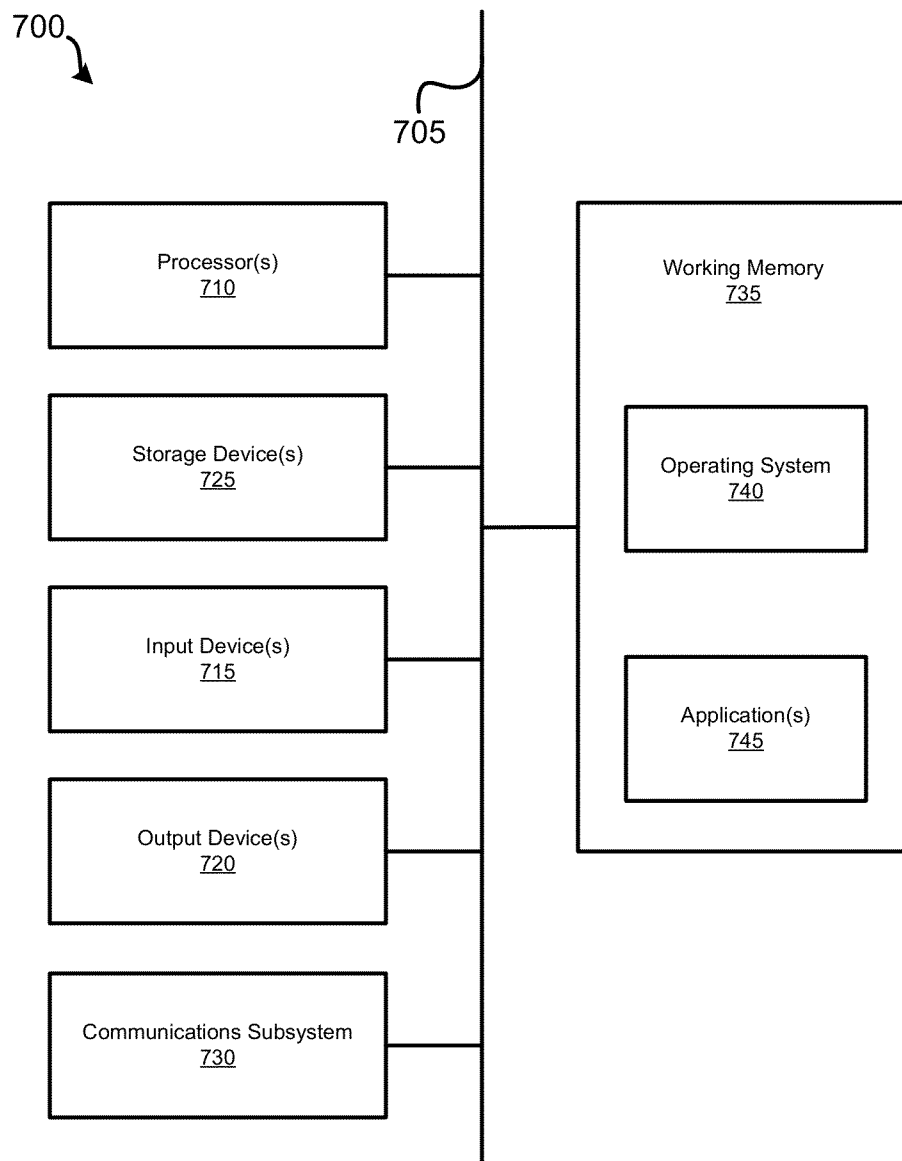 700
705
Processor(s)
710
Storage Device(s)
725
Input Device(s)
715
Output Device(s)
720
Communications Subsystem
730
Working Memory
735
Operating System
740
Application(s)
745